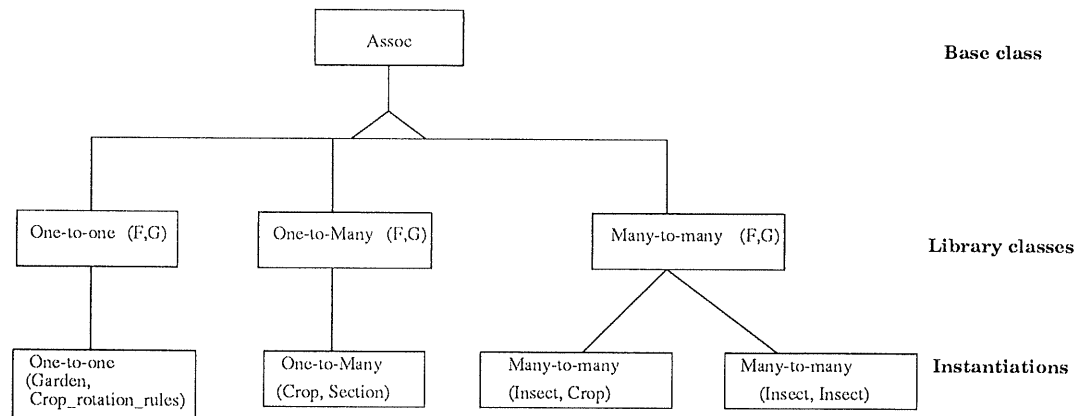 Assoc
Base class
One-to-one (F,G)
One-to-Many (F,G)
Many-to-many (F,G)
Library classes
One-to-one
(Garden,
Crop_rotation_rules)
One-to-Many
(Crop, Section)
Many-to-many
(Insect, Crop)
Many-to-many
(Insect, Insect)
Instantiations